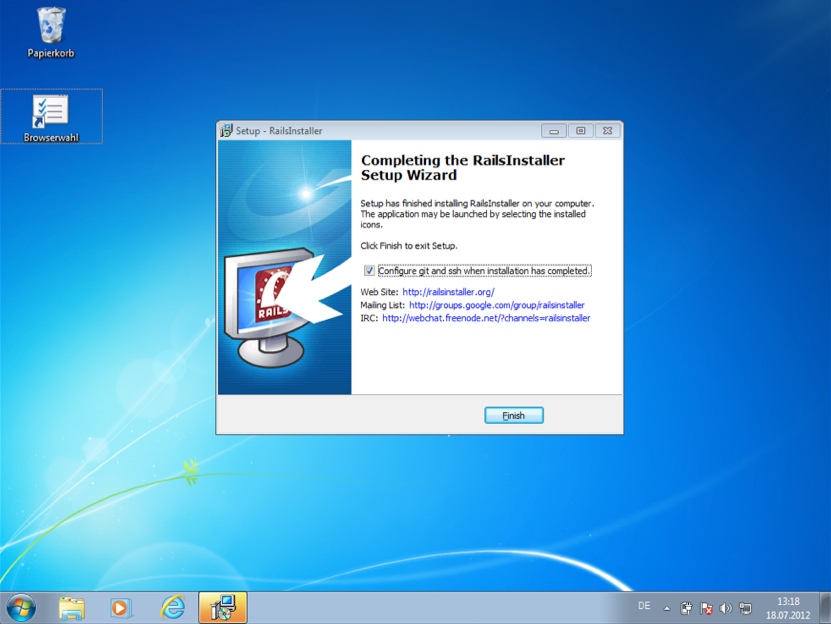 Papierkorb
Browserwahl
Setup - RailsInstaller
Completing the RailsInstaller
Setup Wizard
Setup has finished installing RailsInstaller on your computer.
The application may be launched by selecting the installed
icons.
Click Finish to exit Setup.
Configure git and ssh when installation has completed.
Web Site: http://railsinstaller.org/
Mailing List: http://groups.google.com/group/railsinstaller
IRC: http://webchat.freenode.net/?channels=railsinstaller
RAILS
Finish
DE
13:18
18.07.2012